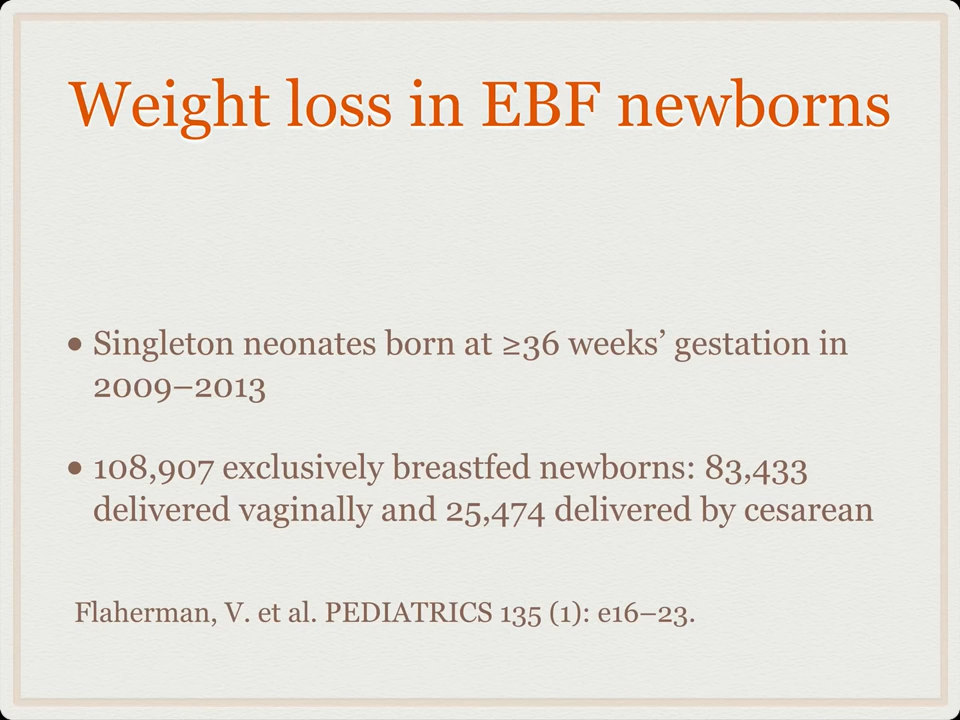 Weight loss in EBF newborns
• Singleton neonates born at ≥36 weeks’ gestation in
2009–2013
• 108,907 exclusively breastfed newborns: 83,433
delivered vaginally and 25,474 delivered by cesarean
Flaherman, V. et al. PEDIATRICS 135 (1): e16–23.